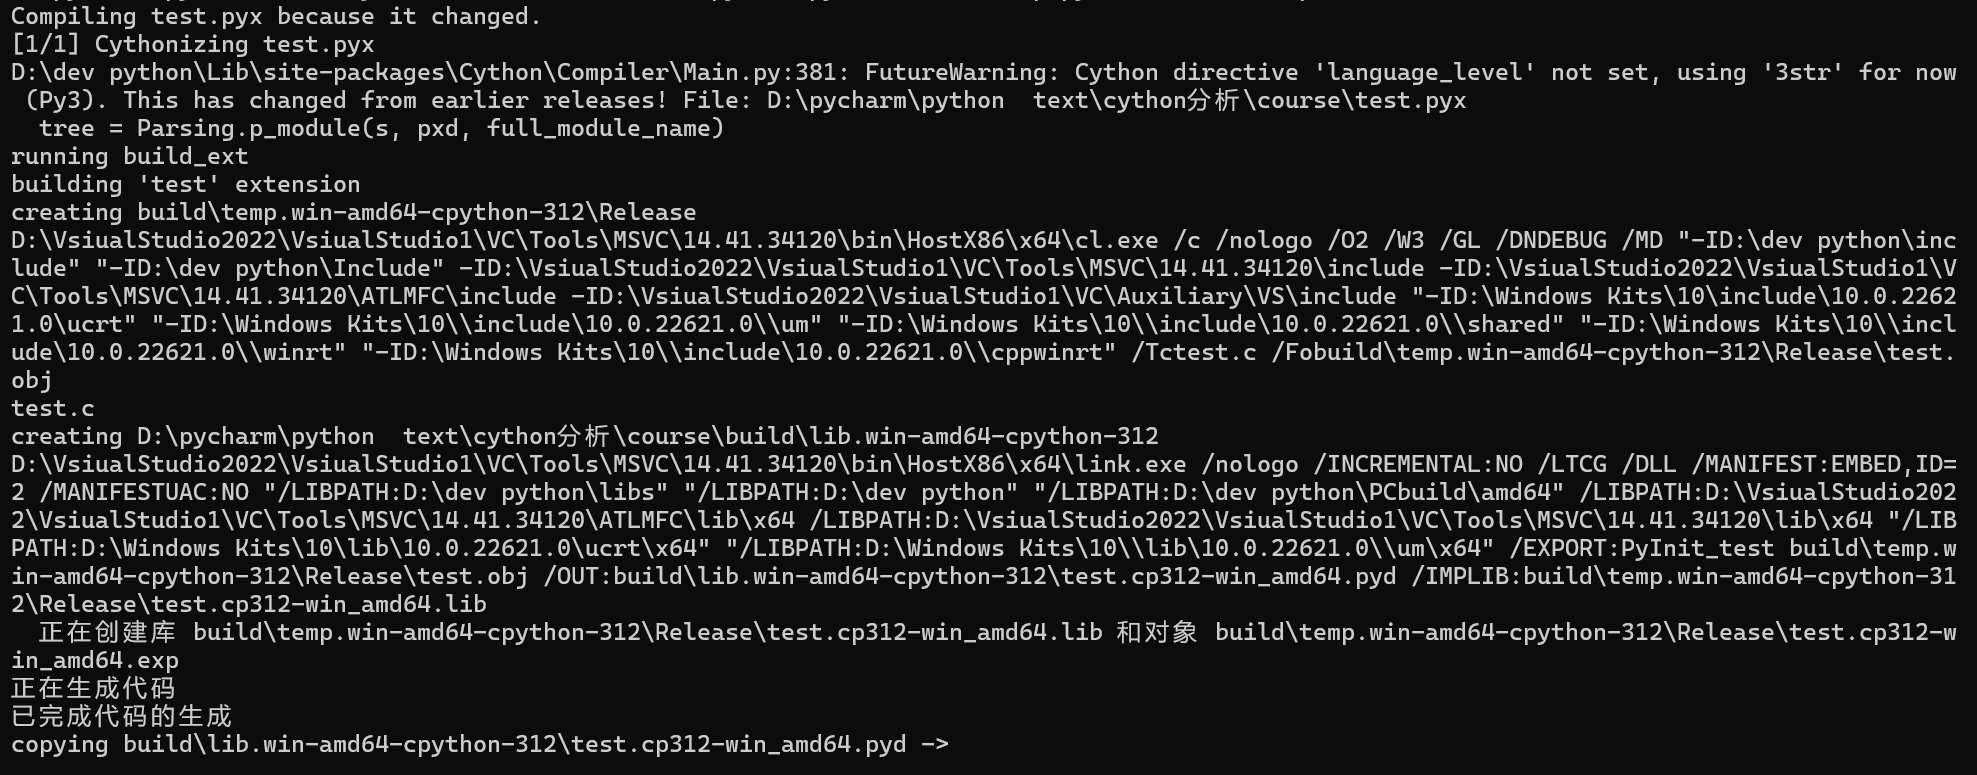 Compiling test.pyx because it changed.
[1/1] Cythonizing test.pyx
D:\dev python\Lib\site-packages\Cython\Compiler\Main.py:381: FutureWarning: Cython directive 'language_level' not set, using '3str' for now
 (Py3). This has changed from earlier releases! File: D:\pycharm\python  text\cython分析\course\test.pyx
  tree = Parsing.p_module(s, pxd, full_module_name)
running build_ext
building 'test' extension
creating build\temp.win-amd64-cpython-312\Release
D:\VsiualStudio2022\VsiualStudio1\VC\Tools\MSVC\14.41.34120\bin\HostX86\x64\cl.exe /c /nologo /O2 /W3 /GL /DNDEBUG /MD "-ID:\dev python\inc
lude" "-ID:\dev python\Include" -ID:\VsiualStudio2022\VsiualStudio1\VC\Tools\MSVC\14.41.34120\include -ID:\VsiualStudio2022\VsiualStudio1\V
C\Tools\MSVC\14.41.34120\ATLMFC\include -ID:\VsiualStudio2022\VsiualStudio1\VC\Auxiliary\VS\include "-ID:\Windows Kits\10\include\10.0.2262
1.0\ucrt" "-ID:\Windows Kits\10\\include\10.0.22621.0\\um" "-ID:\Windows Kits\10\\include\10.0.22621.0\\shared" "-ID:\Windows Kits\10\\incl
ude\10.0.22621.0\\winrt" "-ID:\Windows Kits\10\\include\10.0.22621.0\\cppwinrt" /Tctest.c /Fobuild\temp.win-amd64-cpython-312\Release\test.
obj
test.c
creating D:\pycharm\python  text\cython分析\course\build\lib.win-amd64-cpython-312
D:\VsiualStudio2022\VsiualStudio1\VC\Tools\MSVC\14.41.34120\bin\HostX86\x64\link.exe /nologo /INCREMENTAL:NO /LTCG /DLL /MANIFEST:EMBED,ID=
2 /MANIFESTUAC:NO "/LIBPATH:D:\dev python\libs" "/LIBPATH:D:\dev python" "/LIBPATH:D:\dev python\PCbuild\amd64" /LIBPATH:D:\VsiualStudio202
2\VsiualStudio1\VC\Tools\MSVC\14.41.34120\ATLMFC\lib\x64 /LIBPATH:D:\VsiualStudio2022\VsiualStudio1\VC\Tools\MSVC\14.41.34120\lib\x64 "/LIB
PATH:D:\Windows Kits\10\lib\10.0.22621.0\ucrt\x64" "/LIBPATH:D:\Windows Kits\10\\lib\10.0.22621.0\\um\x64" /EXPORT:PyInit_test build\temp.w
in-amd64-cpython-312\Release\test.obj /OUT:build\lib.win-amd64-cpython-312\test.cp312-win_amd64.pyd /IMPLIB:build\temp.win-amd64-cpython-31
2\Release\test.cp312-win_amd64.lib
  正在创建库 build\temp.win-amd64-cpython-312\Release\test.cp312-win_amd64.lib 和对象 build\temp.win-amd64-cpython-312\Release\test.cp312-w
in_amd64.exp
正在生成代码
已完成代码的生成
copying build\lib.win-amd64-cpython-312\test.cp312-win_amd64.pyd ->